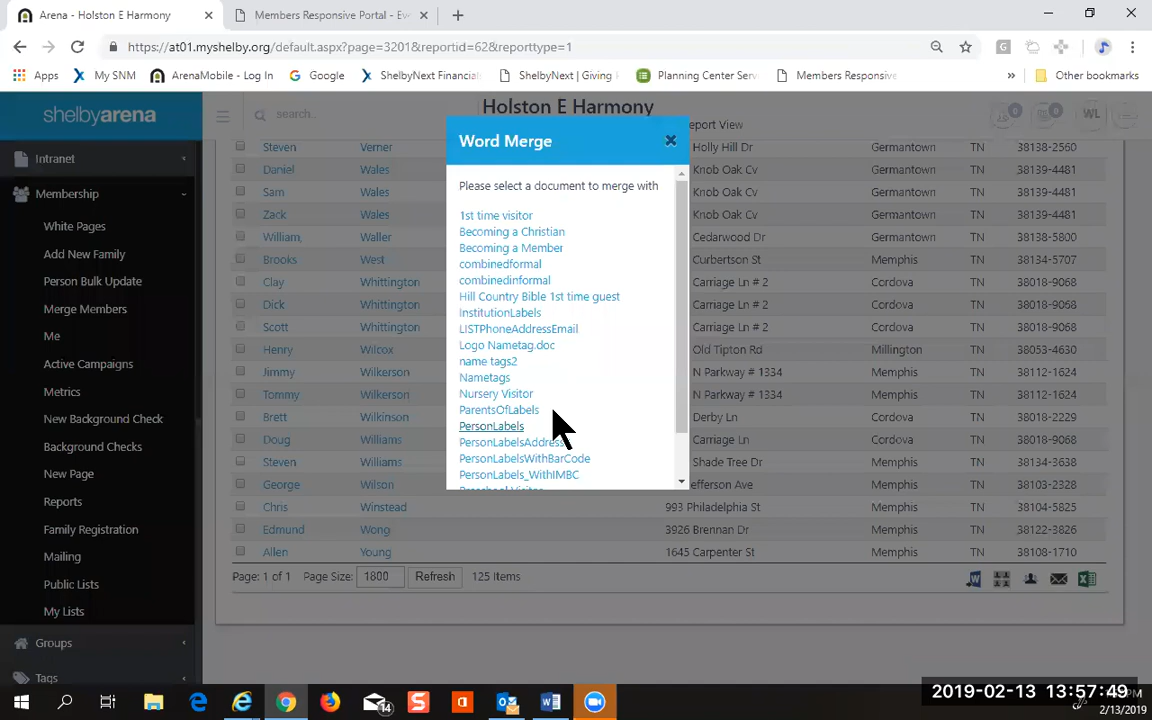 Arena - Holston E Harmony
Members Responsive Portal - Ev
https://at01.myshelby.org/default.aspx?page=3201&reportid=62&reporttype=1
Apps
My SNM
ArenaMobile - Log In
Google
ShelbyNext Financial
ShelbyNext | Giving
Planning Center Serv
Members Responsive
»
Other bookmarks
shelbyarena
search..
Holston E Harmony
0
0
WL
eport View
Intranet
Membership
White Pages
Add New Family
Person Bulk Update
Merge Members
Me
Active Campaigns
Metrics
New Background Check
Background Checks
New Page
Reports
Family Registration
Mailing
Public Lists
My Lists
Groups
Tags
Steven Verner Holly Hill Dr Germantown TN 38138-2560
Daniel Wales Knob Oak Cv Germantown TN 38139-4481
Sam Wales Knob Oak Cv Germantown TN 38139-4481
Zack Wales Knob Oak Cv Germantown TN 38139-4481
William, Waller Cedarwood Dr Germantown TN 38138-5800
Brooks West Curbertson St Memphis TN 38134-5707
Clay Whittington Carriage Ln # 2 Cordova TN 38018-9068
Dick Whittington Carriage Ln # 2 Cordova TN 38018-9068
Scott Whittington Carriage Ln # 2 Cordova TN 38018-9068
Henry Wilcox Old Tipton Rd Millington TN 38053-4630
Jimmy Wilkerson N Parkway # 1334 Memphis TN 38112-1624
Tommy Wilkerson N Parkway # 1334 Memphis TN 38112-1624
Brett Wilkinson Derby Ln Cordova TN 38018-2229
Doug Williams Carriage Ln # 2 Cordova TN 38018-9068
Steven Williams Shade Tree Dr Memphis TN 38134-3638
George Wilson efferson Ave Memphis TN 38103-2328
Chris Winstead 993 Philadelphia St Memphis TN 38104-5825
Edmund Wong 3926 Brennan Dr Memphis TN 38122-3826
Allen Young 1645 Carpenter St Memphis TN 38108-1710
Page: 1 of 1 Page Size: 1800 Refresh 125 Items
Word Merge
Please select a document to merge with
1st time visitor
Becoming a Christian
Becoming a Member
combinedformal
combinedinformal
Hill Country Bible 1st time guest
InstitutionLabels
LISTPhoneAddressEmail
Logo Nametag.doc
name tags2
Nametags
Nursery Visitor
ParentsOfLabels
PersonLabels
PersonLabelsAddress
PersonLabelsWithBarCode
PersonLabels_WithIMBC
Preschool Visitor
14
2019-02-13 13:57:49
PM
2/13/2019